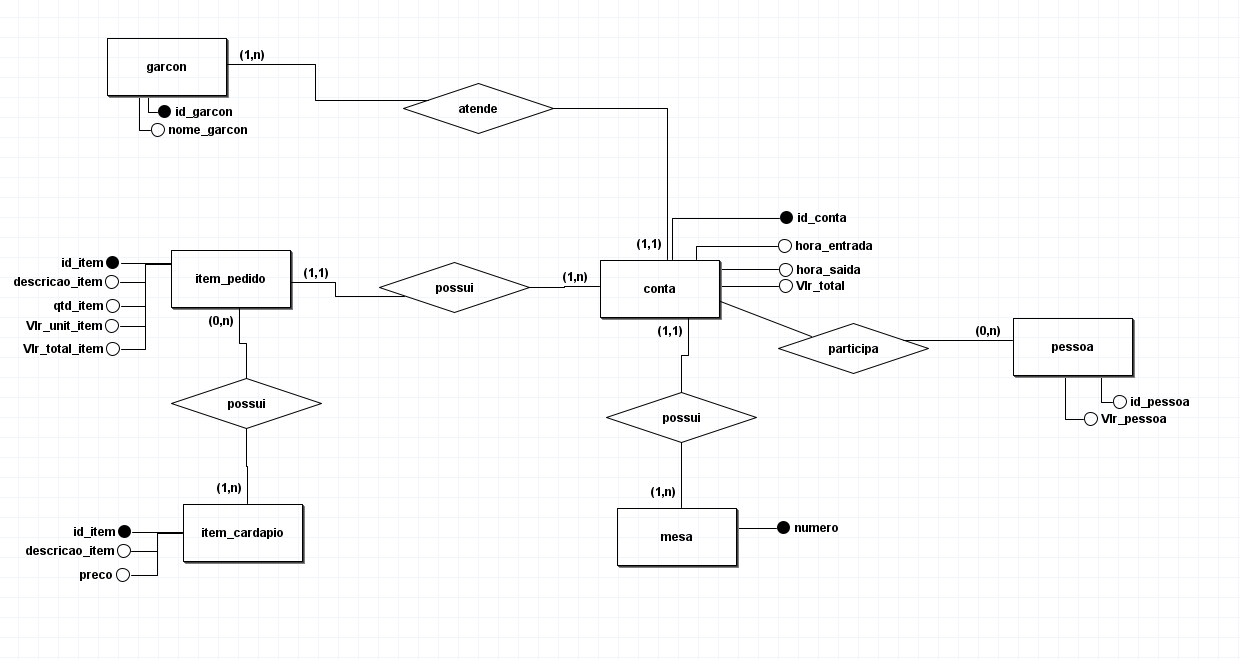 (1,n)
garcon
id_garcon
nome_garcon
atende
id_conta
hora_entrada
hora_saida
Vlr_total
(1,1)
conta
(1,n)
possui
(1,1)
item_pedido
id_item
descricao_item
qtd_item
Vlr_unit_item
Vlr_total_item
(0,n)
possui
(1,n)
item_cardapio
id_item
descricao_item
preco
(1,1)
possui
(1,n)
mesa
numero
participa
(0,n)
pessoa
id_pessoa
Vlr_pessoa